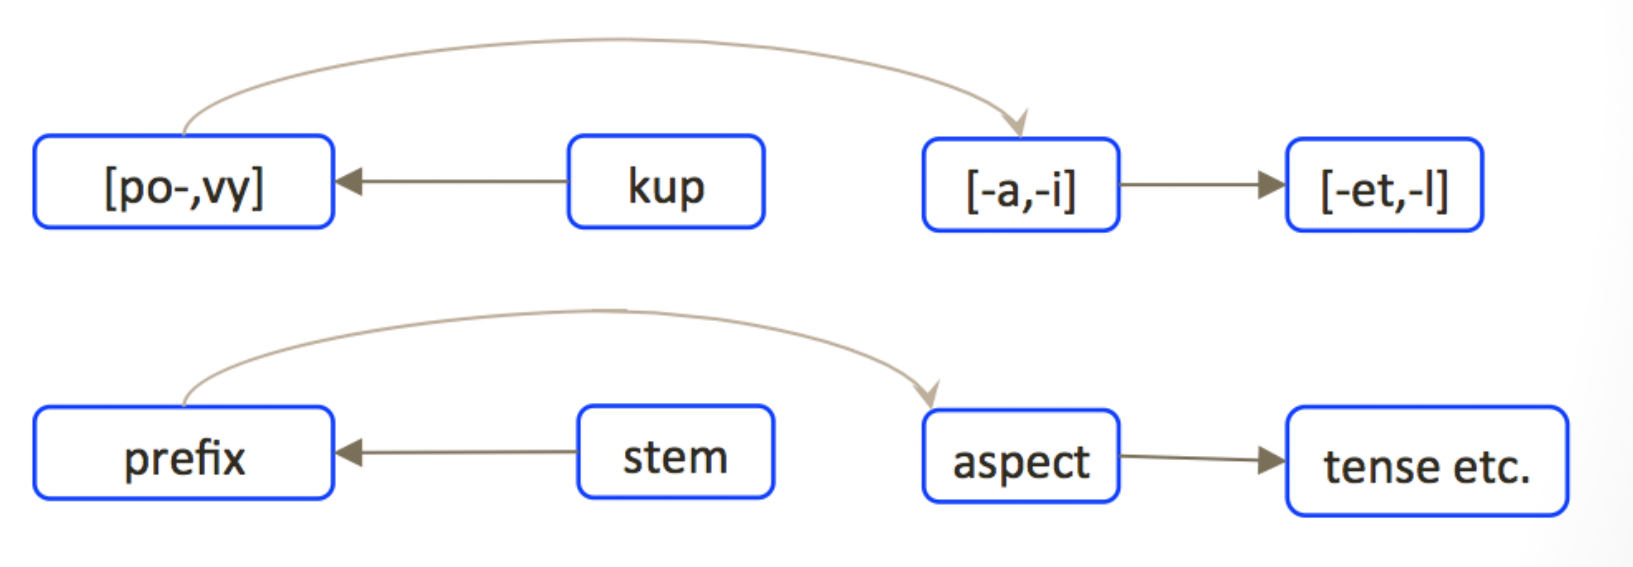 [po-,vy] kup [-a,-i] [-et,-l]
prefix stem aspect tense etc.